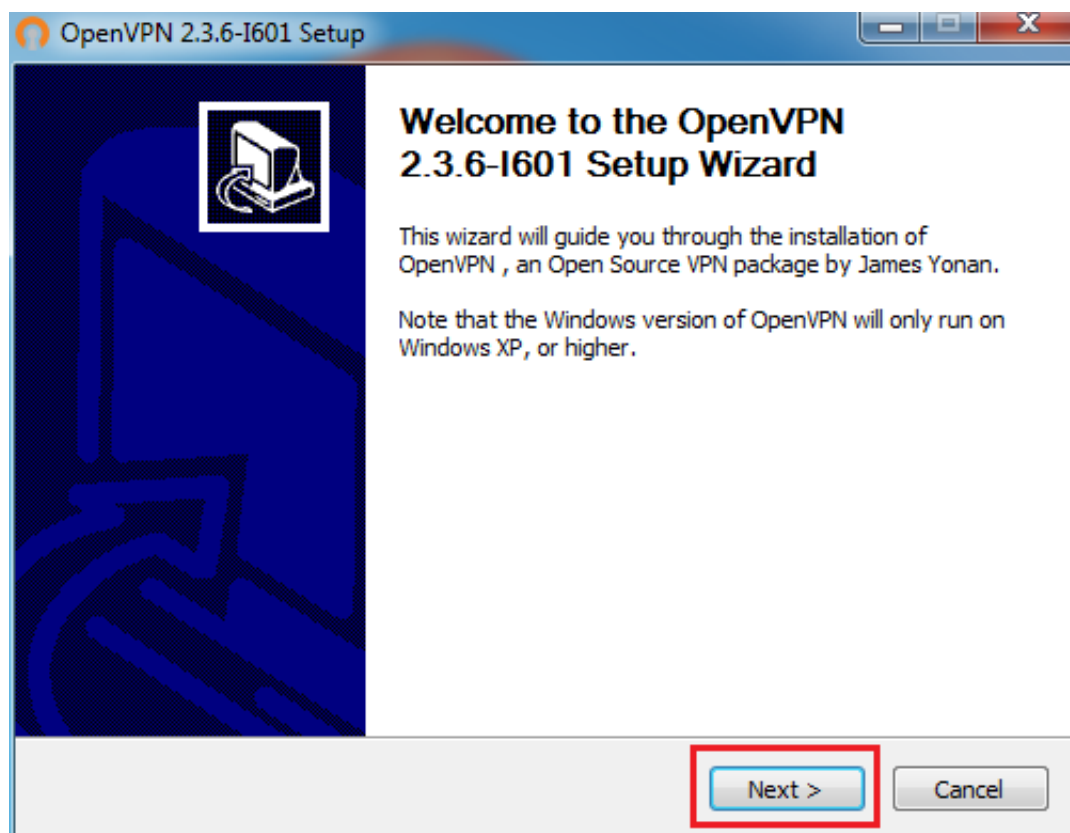 OpenVPN 2.3.6-I601 Setup
Welcome to the OpenVPN
2.3.6-I601 Setup Wizard
This wizard will guide you through the installation of
OpenVPN , an Open Source VPN package by James Yonan.
Note that the Windows version of OpenVPN will only run on
Windows XP, or higher.
Next > Cancel